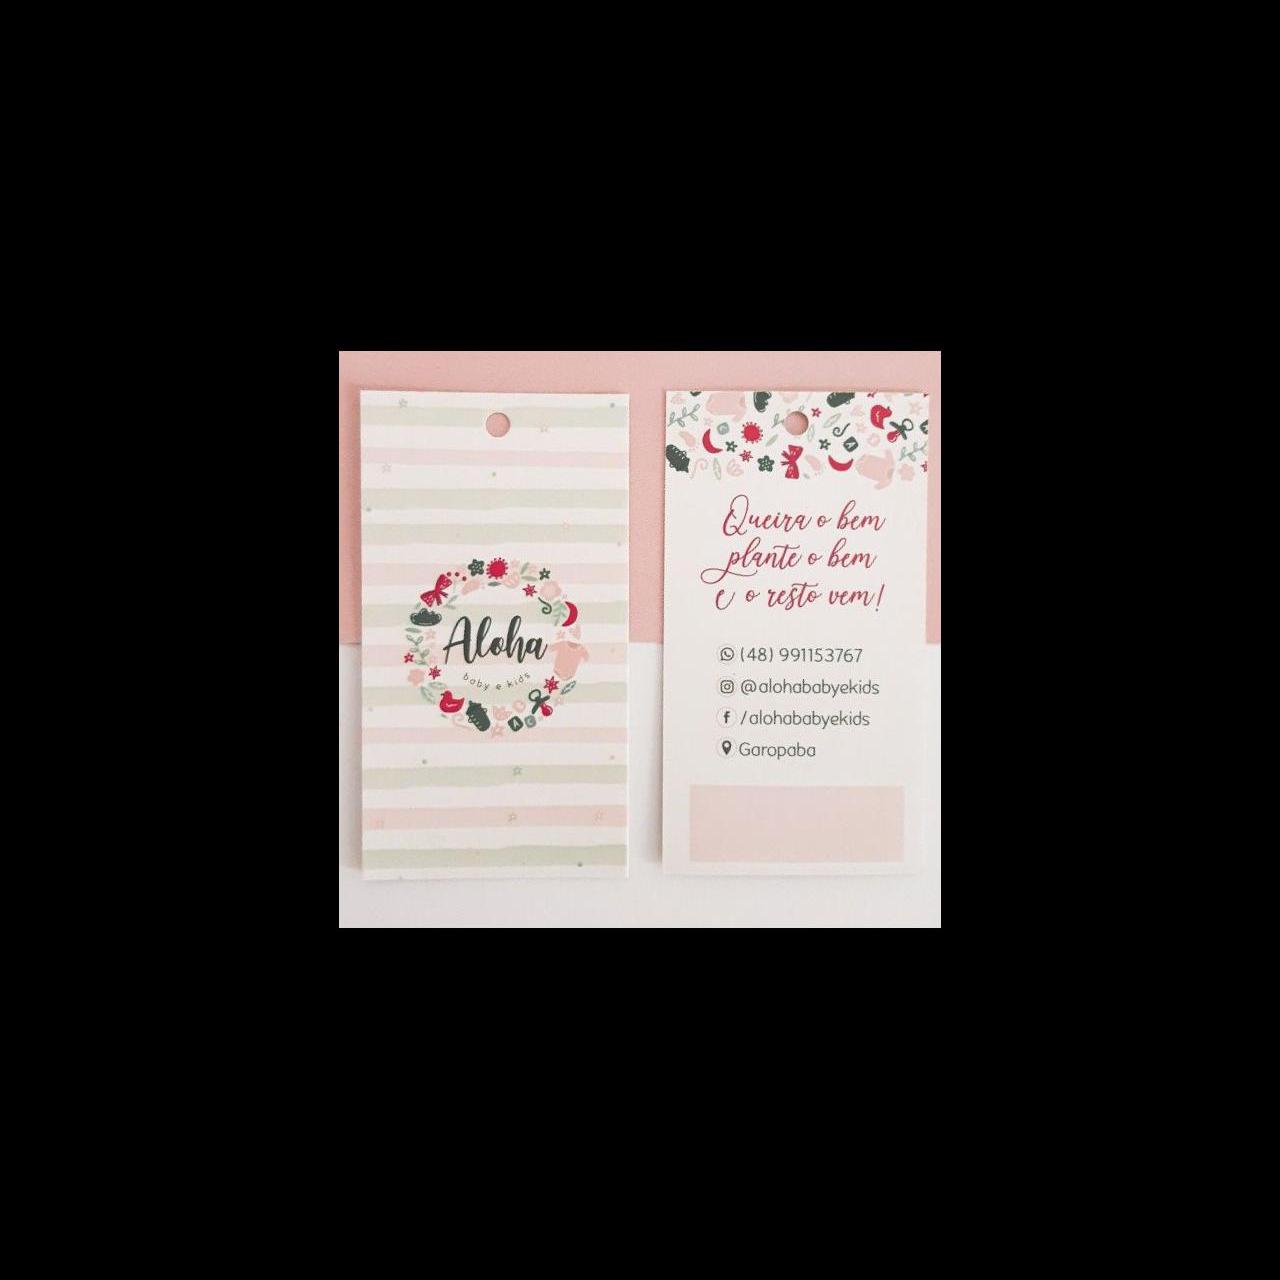 Aloha
baby e kids
Queira o bem
plante o bem
e o resto vem!
(48) 991153767
@alohababyekids
/alohababyekids
Garopaba